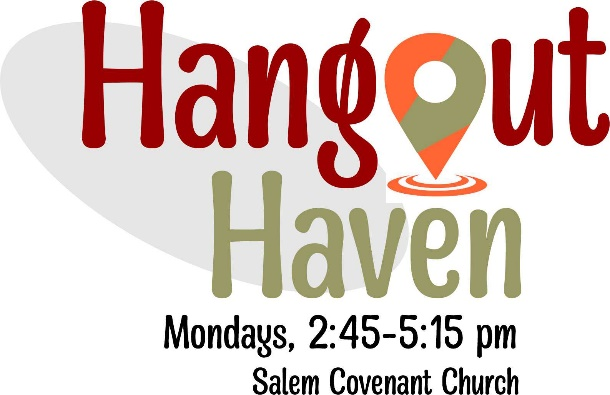 Hangout
Haven
Mondays, 2:45-5:15 pm
Salem Covenant Church